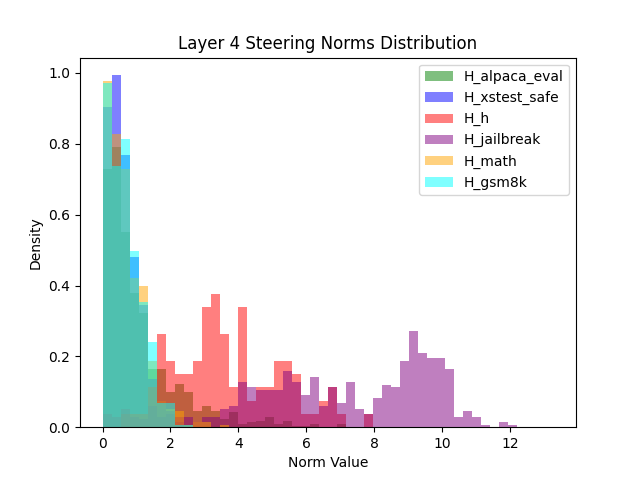 Layer 4 Steering Norms Distribution
H_alpaca_eval
H_xstest_safe
H_h
H_jailbreak
H_math
H_gsm8k
1.0
0.8
0.6
0.4
0.2
0.0
Density
0 2 4 6 8 10 12
Norm Value